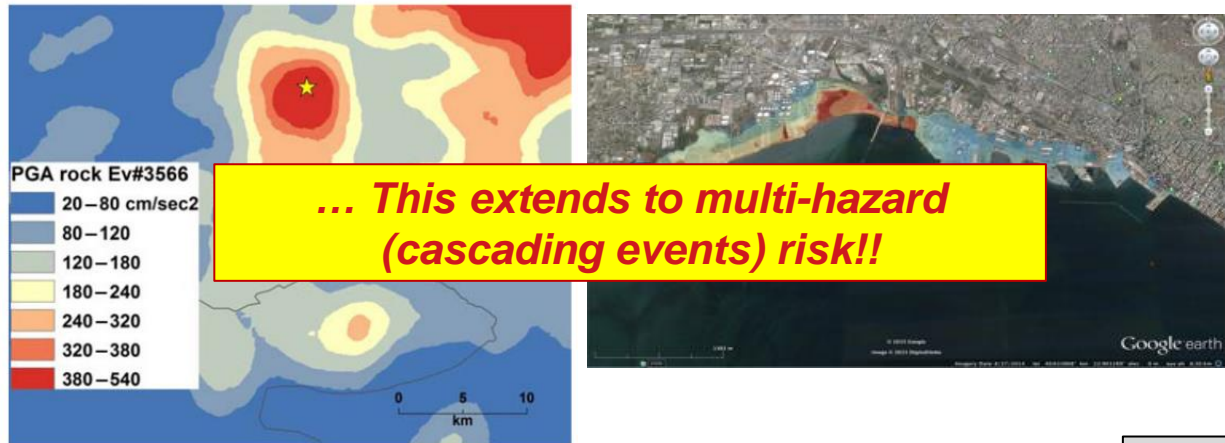 PGA rock Ev#3566
20–80 cm/sec2
80–120
120–180
180–240
240–320
320–380
380–540
0 5 10
km
... This extends to multi-hazard
(cascading events) risk!!
Google earth